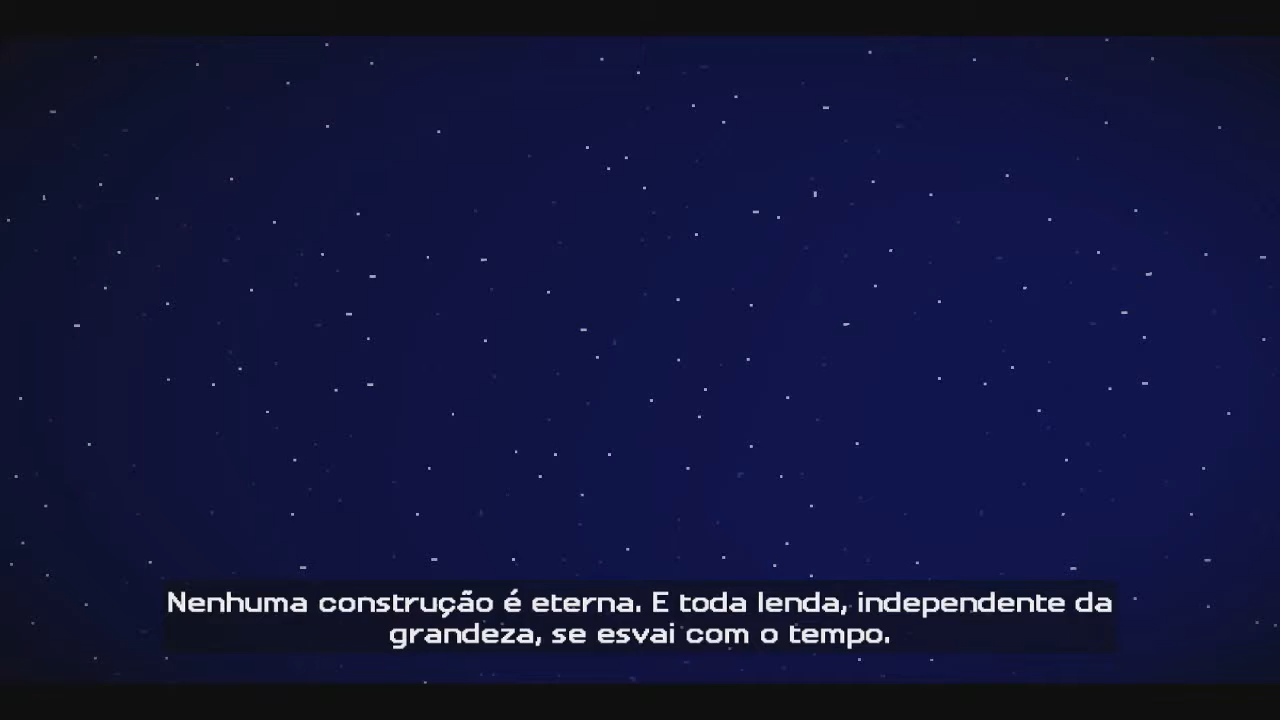 Nenhuma construção é eterna. E toda lenda, independente da
grandeza, se esvai com o tempo.